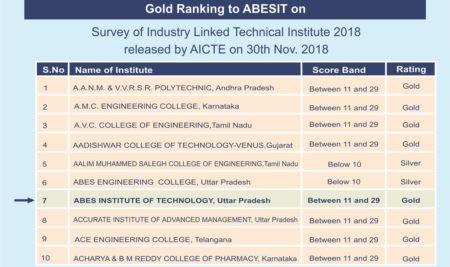 Gold Ranking to ABESIT on
Survey of Industry Linked Technical Institute 2018
released by AICTE on 30th Nov. 2018
S.No Name of Institute Score Band Rating
1 A.A.N.M. & V.V.R.S.R. POLYTECHNIC, Andhra Pradesh Between 11 and 29 Gold
2 A.M.C. ENGINEERING COLLEGE, Karnataka Between 11 and 29 Gold
3 A.V.C. COLLEGE OF ENGINEERING,Tamil Nadu Between 11 and 29 Gold
4 AADISHWAR COLLEGE OF TECHNOLOGY-VENUS,Gujarat Between 11 and 29 Gold
5 AALIM MUHAMMED SALEGH COLLEGE OF ENGINEERING,Tamil Nadu Below 10 Silver
6 ABES ENGINEERING COLLEGE, Uttar Pradesh Below 10 Silver
7 ABES INSTITUTE OF TECHNOLOGY, Uttar Pradesh Between 11 and 29 Gold
8 ACCURATE INSTITUTE OF ADVANCED MANAGEMENT, Uttar Pradesh Between 11 and 29 Gold
9 ACE ENGINEERING COLLEGE, Telangana Between 11 and 29 Gold
10 ACHARYA & B M REDDY COLLEGE OF PHARMACY, Karnataka Between 11 and 29 Gold